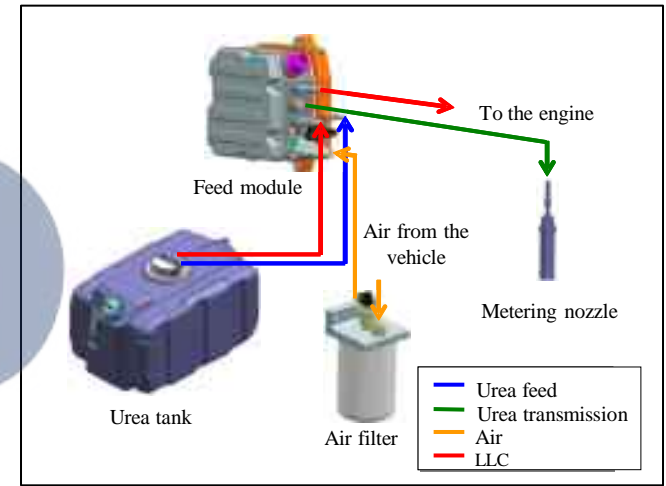 To the engine
Feed module
Air from the
vehicle
Metering nozzle
Urea tank
Air filter
Urea feed
Urea transmission
Air
LLC